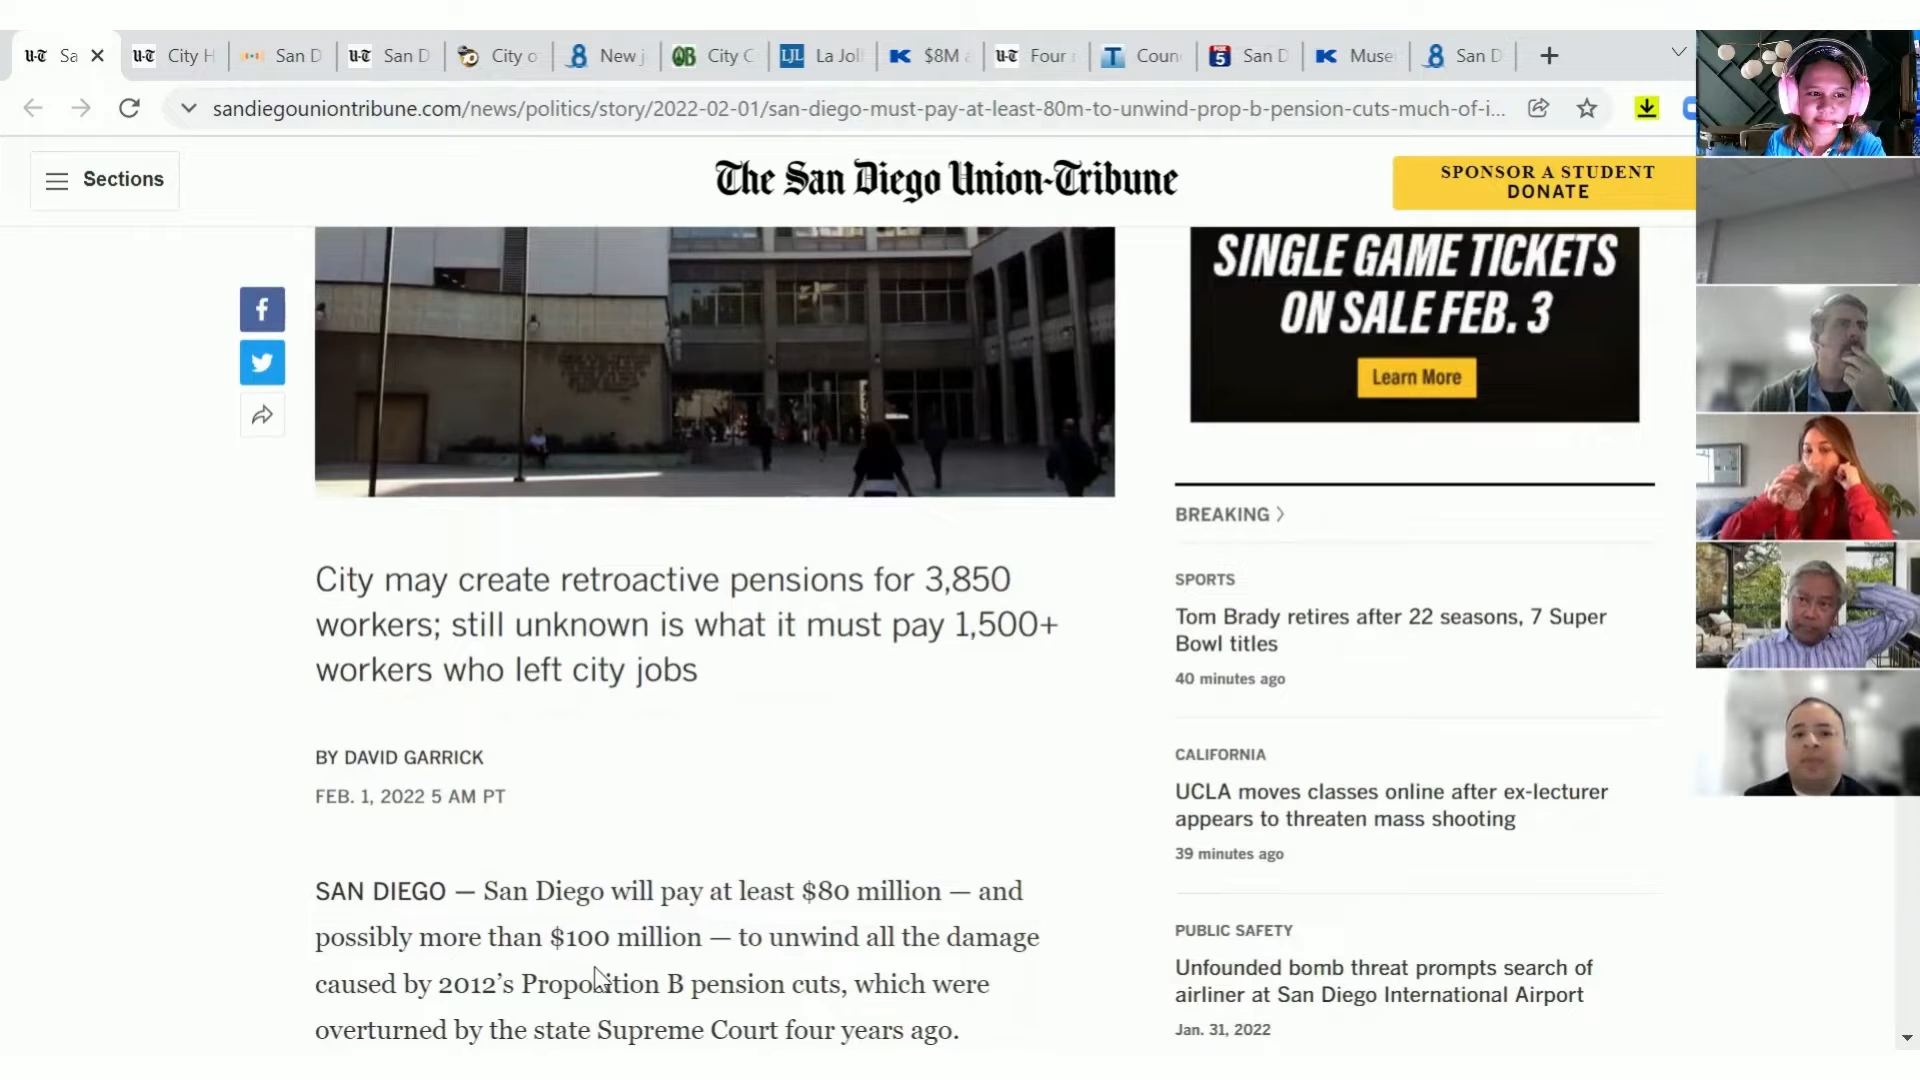 U-T Sa
U-T City H
San D
U-T San D
City o
8 New j
OB City C
LJL La Jol
K $8M a
U-T Four
T Coun
5 San D
K Muse
8 San D
sandiegouniontribune.com/news/politics/story/2022-02-01/san-diego-must-pay-at-least-80m-to-unwind-prop-b-pension-cuts-much-of-i...
Sections
The San Diego Union-Tribune
SPONSOR A STUDENT
DONATE
SINGLE GAME TICKETS
ON SALE FEB. 3
Learn More
City may create retroactive pensions for 3,850
workers; still unknown is what it must pay 1,500+
workers who left city jobs
BY DAVID GARRICK
FEB. 1, 2022 5 AM PT
SAN DIEGO — San Diego will pay at least $80 million — and
possibly more than $100 million — to unwind all the damage
caused by 2012’s Proposition B pension cuts, which were
overturned by the state Supreme Court four years ago.
BREAKING
SPORTS
Tom Brady retires after 22 seasons, 7 Super
Bowl titles
40 minutes ago
CALIFORNIA
UCLA moves classes online after ex-lecturer
appears to threaten mass shooting
39 minutes ago
PUBLIC SAFETY
Unfounded bomb threat prompts search of
airliner at San Diego International Airport
Jan. 31, 2022